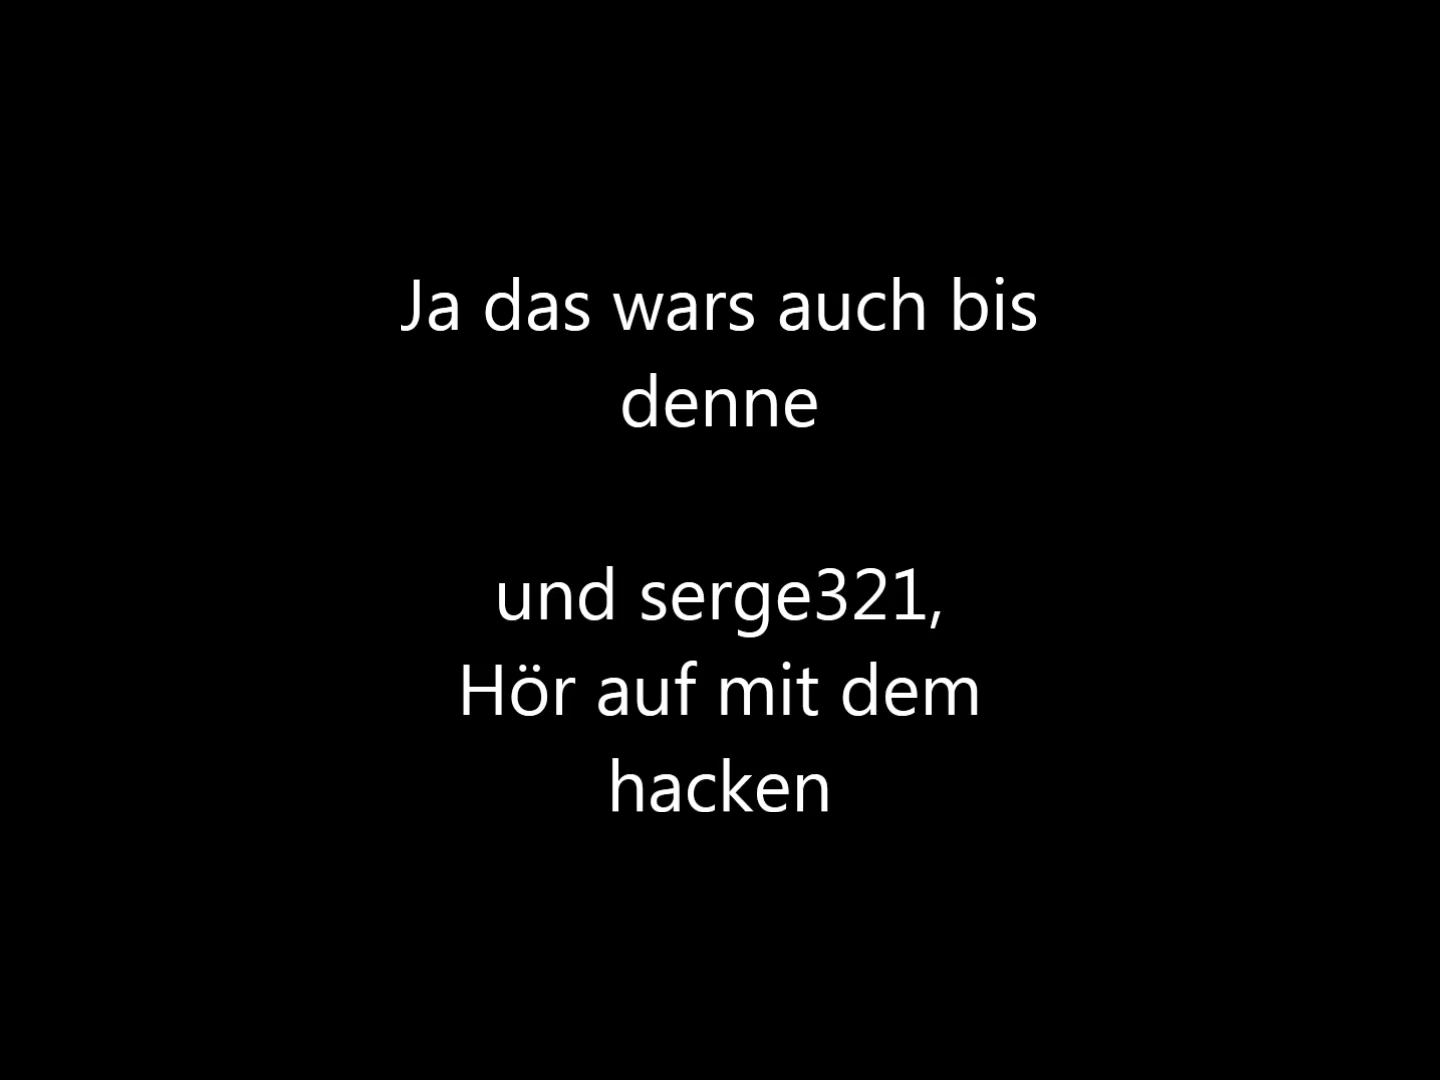 Ja das wars auch bis
denne
und serge321,
Hör auf mit dem
hacken